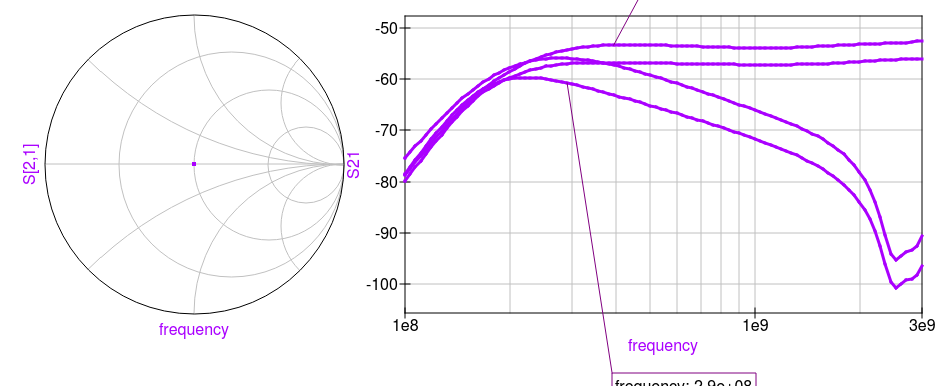 S[2,1]
frequency
S21
-50
-60
-70
-80
-90
-100
1e8
1e9
3e9
frequency
frequency: 2.9e+08